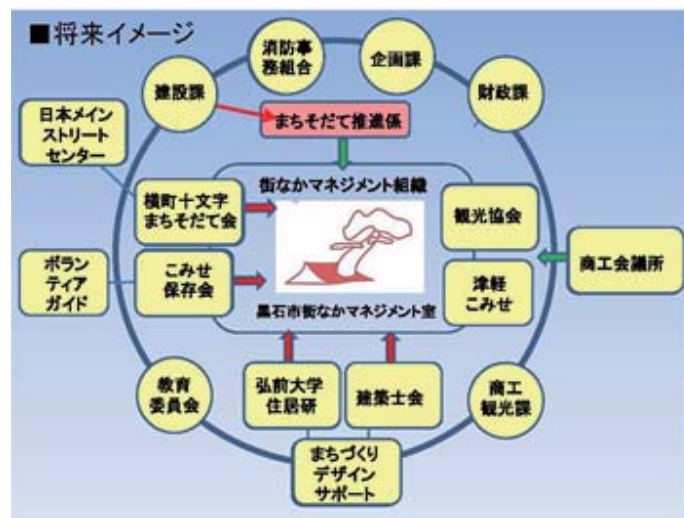 ■将来イメージ
消防事
務組合
企画課
建設課
財政課
日本メイン
ストリート
センター
まちそだて推進係
街なかマネジメント組織
横町十文字
まちそだて会
観光協会
ボラン
ティア
ガイド
こみせ
保存会
商工会議所
津軽
こみせ
黒石市街なかマネジメント室
教育
委員会
弘前大学
住居研
建築士会
商工
観光課
まちづくり
デザイン
サポート